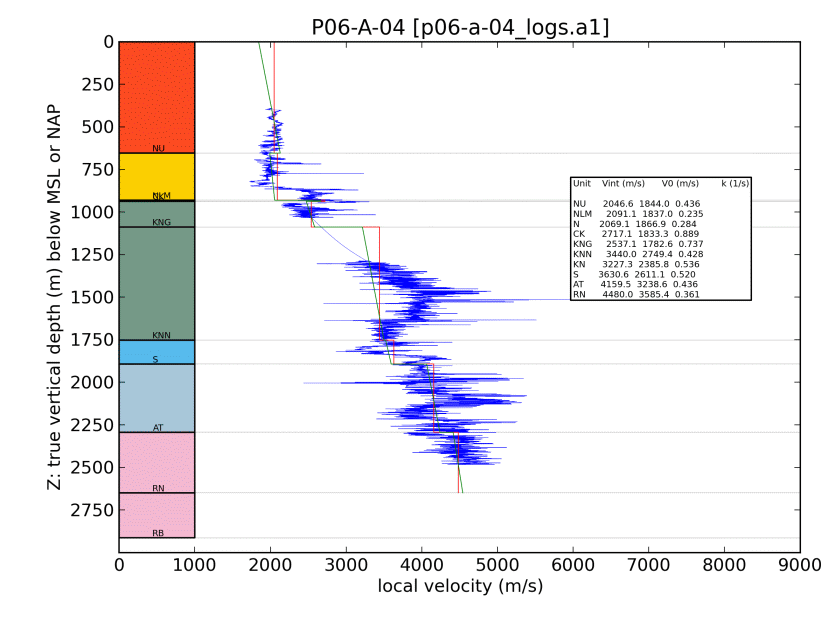 P06-A-04 [p06-a-04_logs.a1]
Z: true vertical depth (m) below MSL or NAP
0
250
500
750
1000
1250
1500
1750
2000
2250
2500
2750
NU
NLM
CK
KNG
KNN
S
AT
RN
RB
Unit Vint (m/s) V0 (m/s) k (1/s)
NU 2046.6 1844.0 0.436
NLM 2091.1 1837.0 0.235
N 2069.1 1866.9 0.284
CK 2717.1 1833.3 0.889
KNG 2537.1 1782.6 0.737
KNN 3440.0 2749.4 0.428
KN 3227.3 2385.8 0.536
S 3630.6 2611.1 0.520
AT 4159.5 3238.6 0.436
RN 4480.0 3585.4 0.361
0 1000 2000 3000 4000 5000 6000 7000 8000 9000
local velocity (m/s)